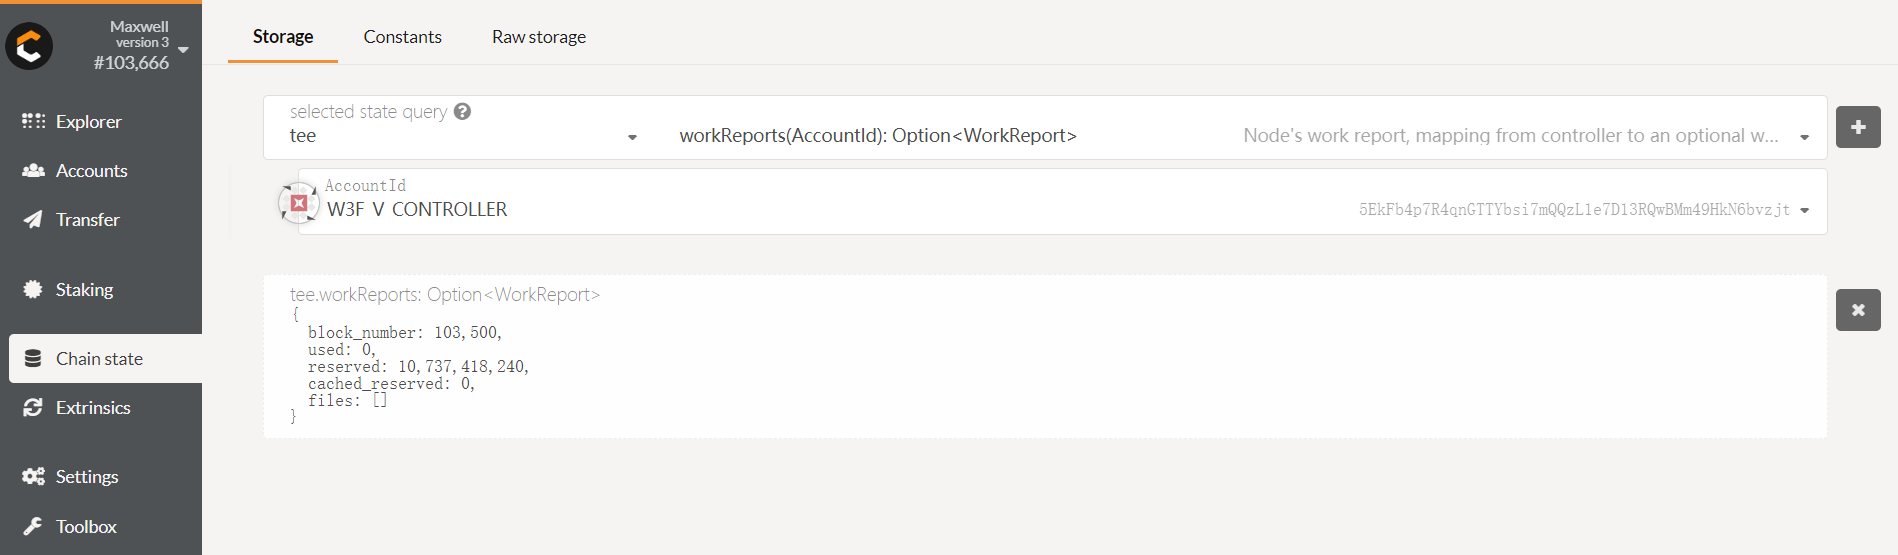 Maxwell
version 3
#103,666
Explorer
Accounts
Transfer
Staking
Chain state
Extrinsics
Settings
Toolbox
Storage Constants Raw storage
selected state query ?
tee workReports(AccountId): Option<WorkReport> Node's work report, mapping from controller to an optional w...
AccountId
W3F V CONTROLLER 5EkFb4p7R4qnGTTYbsi7mQQzL1e7D13RQwBMm49HkN6bvzjt
tee.workReports: Option<WorkReport>
{
block_number: 103,500,
used: 0,
reserved: 10,737,418,240,
cached_reserved: 0,
files: []
}